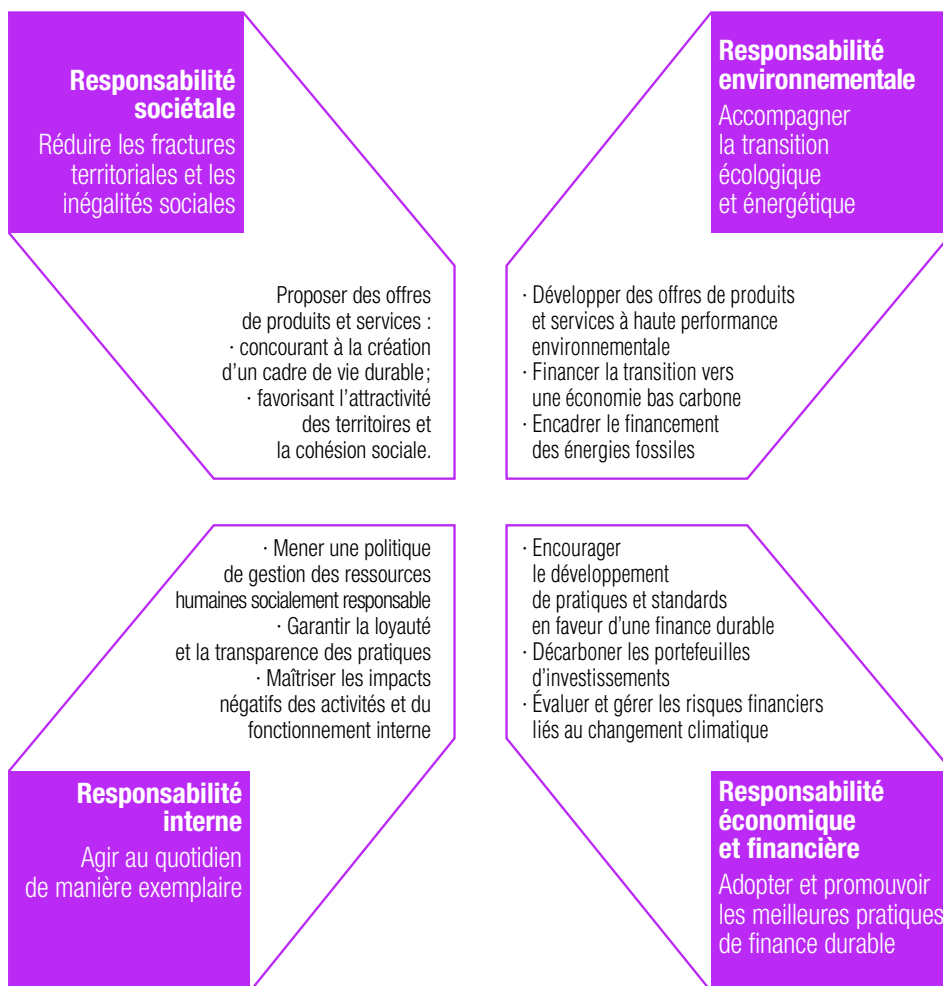 Responsabilité
sociétale
Réduire les fractures
territoriales et les
inégalités sociales
Proposer des offres
de produits et services :
· concourant à la création
d’un cadre de vie durable;
· favorisant l’attractivité
des territoires et
la cohésion sociale.
Responsabilité
environnementale
Accompagner
la transition
écologique
et énergétique
· Développer des offres de produits
et services à haute performance
environnementale
· Financer la transition vers
une économie bas carbone
· Encadrer le financement
des énergies fossiles
· Mener une politique
de gestion des ressources
humaines socialement responsable
· Garantir la loyauté
et la transparence des pratiques
· Maîtriser les impacts
négatifs des activités et du
fonctionnement interne
Responsabilité
interne
Agir au quotidien
de manière exemplaire
· Encourager
le développement
de pratiques et standards
en faveur d’une finance durable
· Décarboner les portefeuilles
d’investissements
· Évaluer et gérer les risques financiers
liés au changement climatique
Responsabilité
économique
et financière
Adopter et promouvoir
les meilleures pratiques
de finance durable